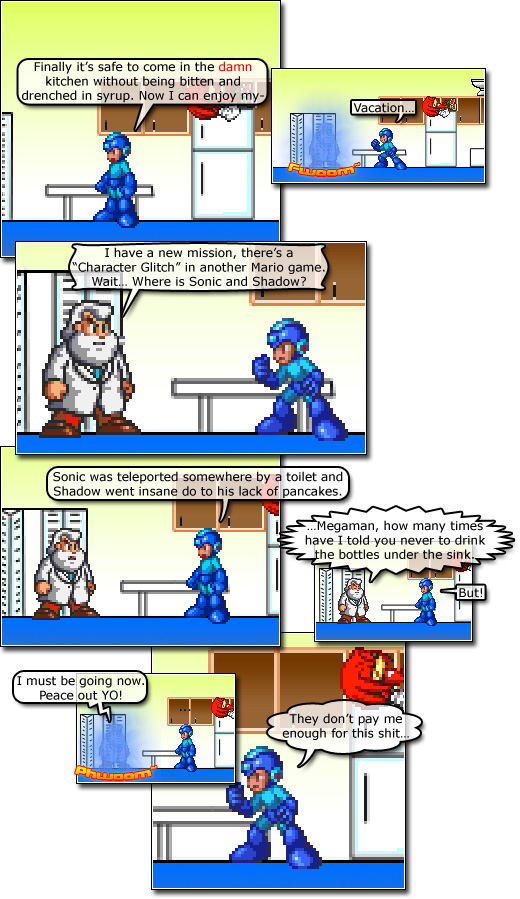 Finally it's safe to come in the damn
kitchen without being bitten and
drenched in syrup. Now I can enjoy my-
Vacation...
Fwoom
I have a new mission, there's a
"Character Glitch" in another Mario game.
Wait... Where is Sonic and Shadow?
Sonic was teleported somewhere by a toilet and
Shadow went insane do to his lack of pancakes.
...Megaman, how many times
have I told you never to drink
the bottles under the sink.
But!
I must be going now.
Peace out YO!
...
Phwoom
They don't pay me
enough for this shit...